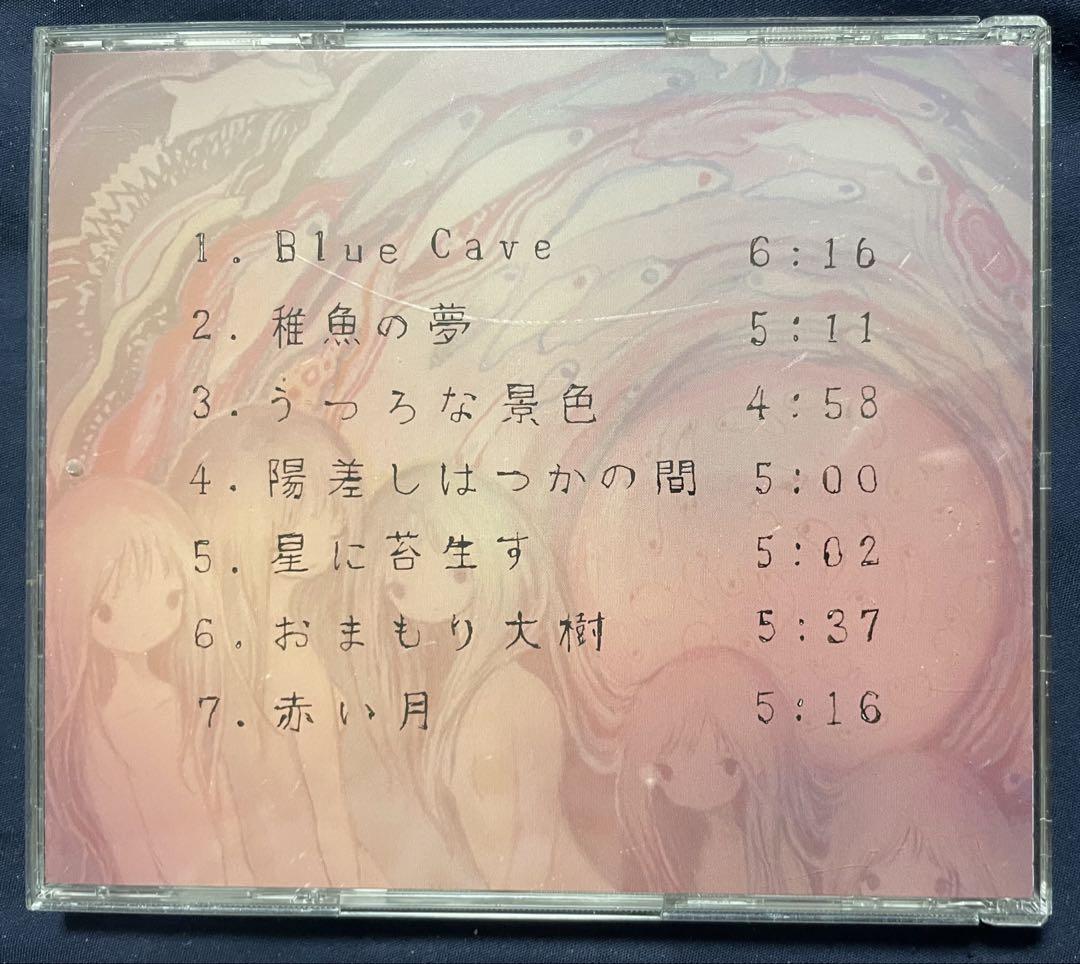 1. Blue Cave 6:16
2. 稚魚の夢 5:11
3. うつろな景色 4:58
4. 陽差しはつかの間 5:00
5. 星に苔生す 5:02
6. おまもり大樹 5:37
7. 赤い月 5:16